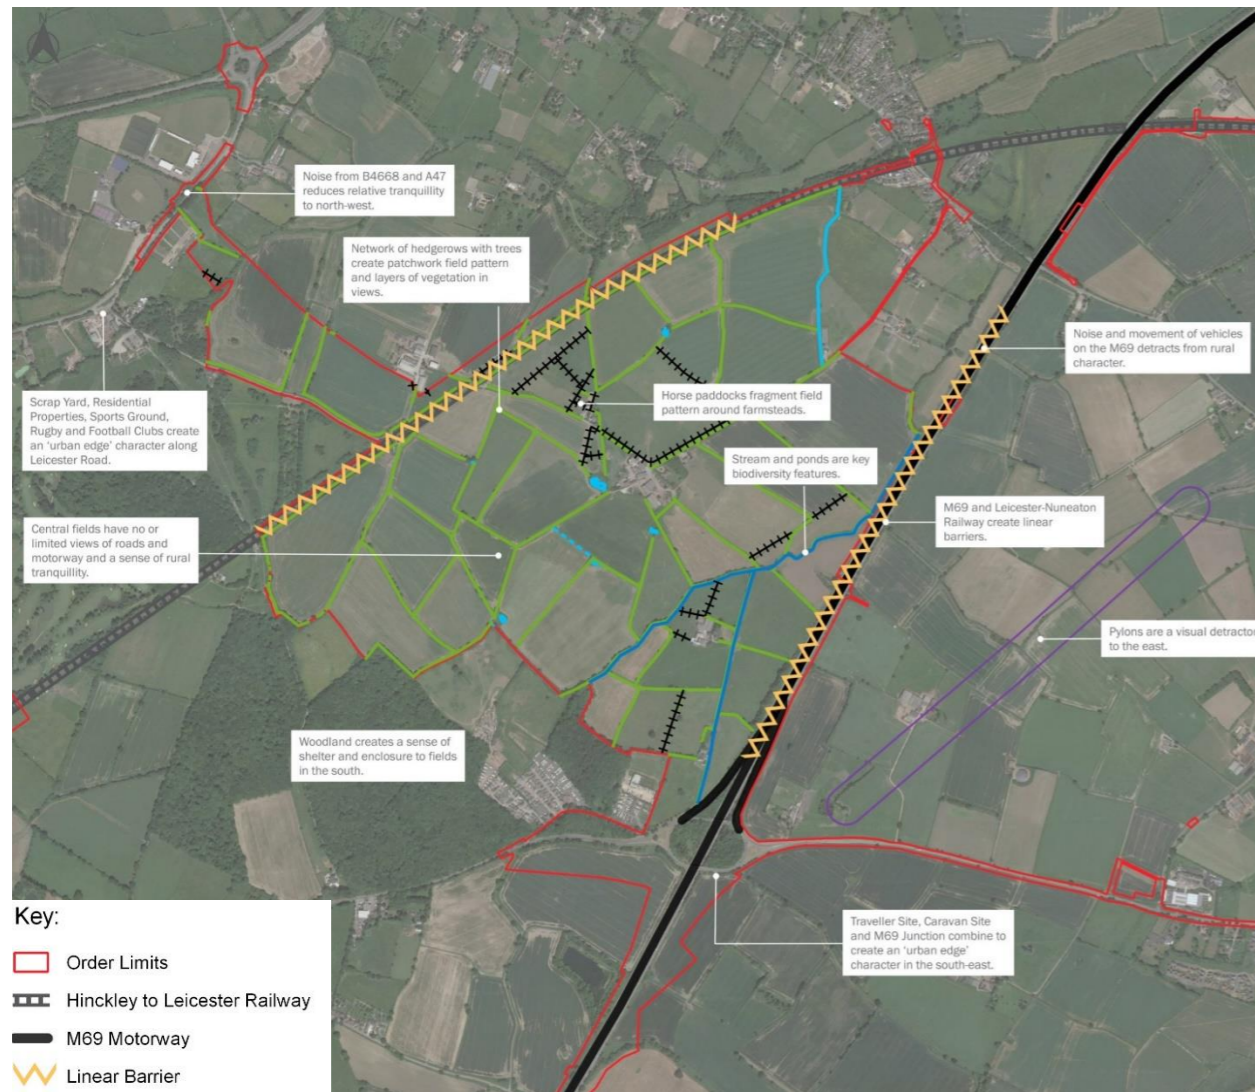 Noise from B4668 and A47
reduces relative tranquillity
to north-west.
Network of hedgerows with trees
create patchwork field pattern
and layers of vegetation in
views.
Noise and movement of vehicles
on the M69 detracts from rural
character.
Scrap Yard, Residential
Properties, Sports Ground,
Rugby and Football Clubs create
an ‘urban edge’ character along
Leicester Road.
Horse paddocks fragment field
pattern around farmsteads.
Stream and ponds are key
biodiversity features.
M69 and Leicester-Nuneaton
Railway create linear
barriers.
Central fields have no or
limited views of roads and
motorway and a sense of rural
tranquillity.
Pylons are a visual detractor
to the east.
Woodland creates a sense of
shelter and enclosure to fields
in the south.
Traveller Site, Caravan Site
and M69 Junction combine to
create an ‘urban edge’
character in the south-east.
Key:
Order Limits
Hinckley to Leicester Railway
M69 Motorway
Linear Barrier